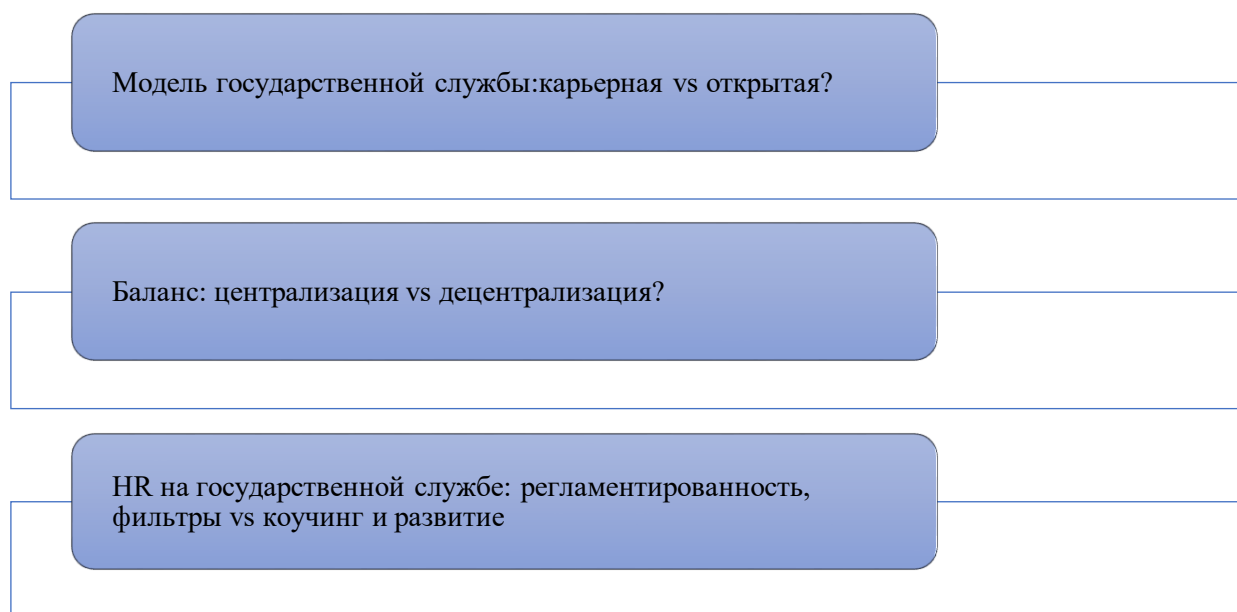 Модель государственной службы:карьерная vs открытая?
Баланс: централизация vs децентрализация?
HR на государственной службе: регламентированность,
фильтры vs коучинг и развитие